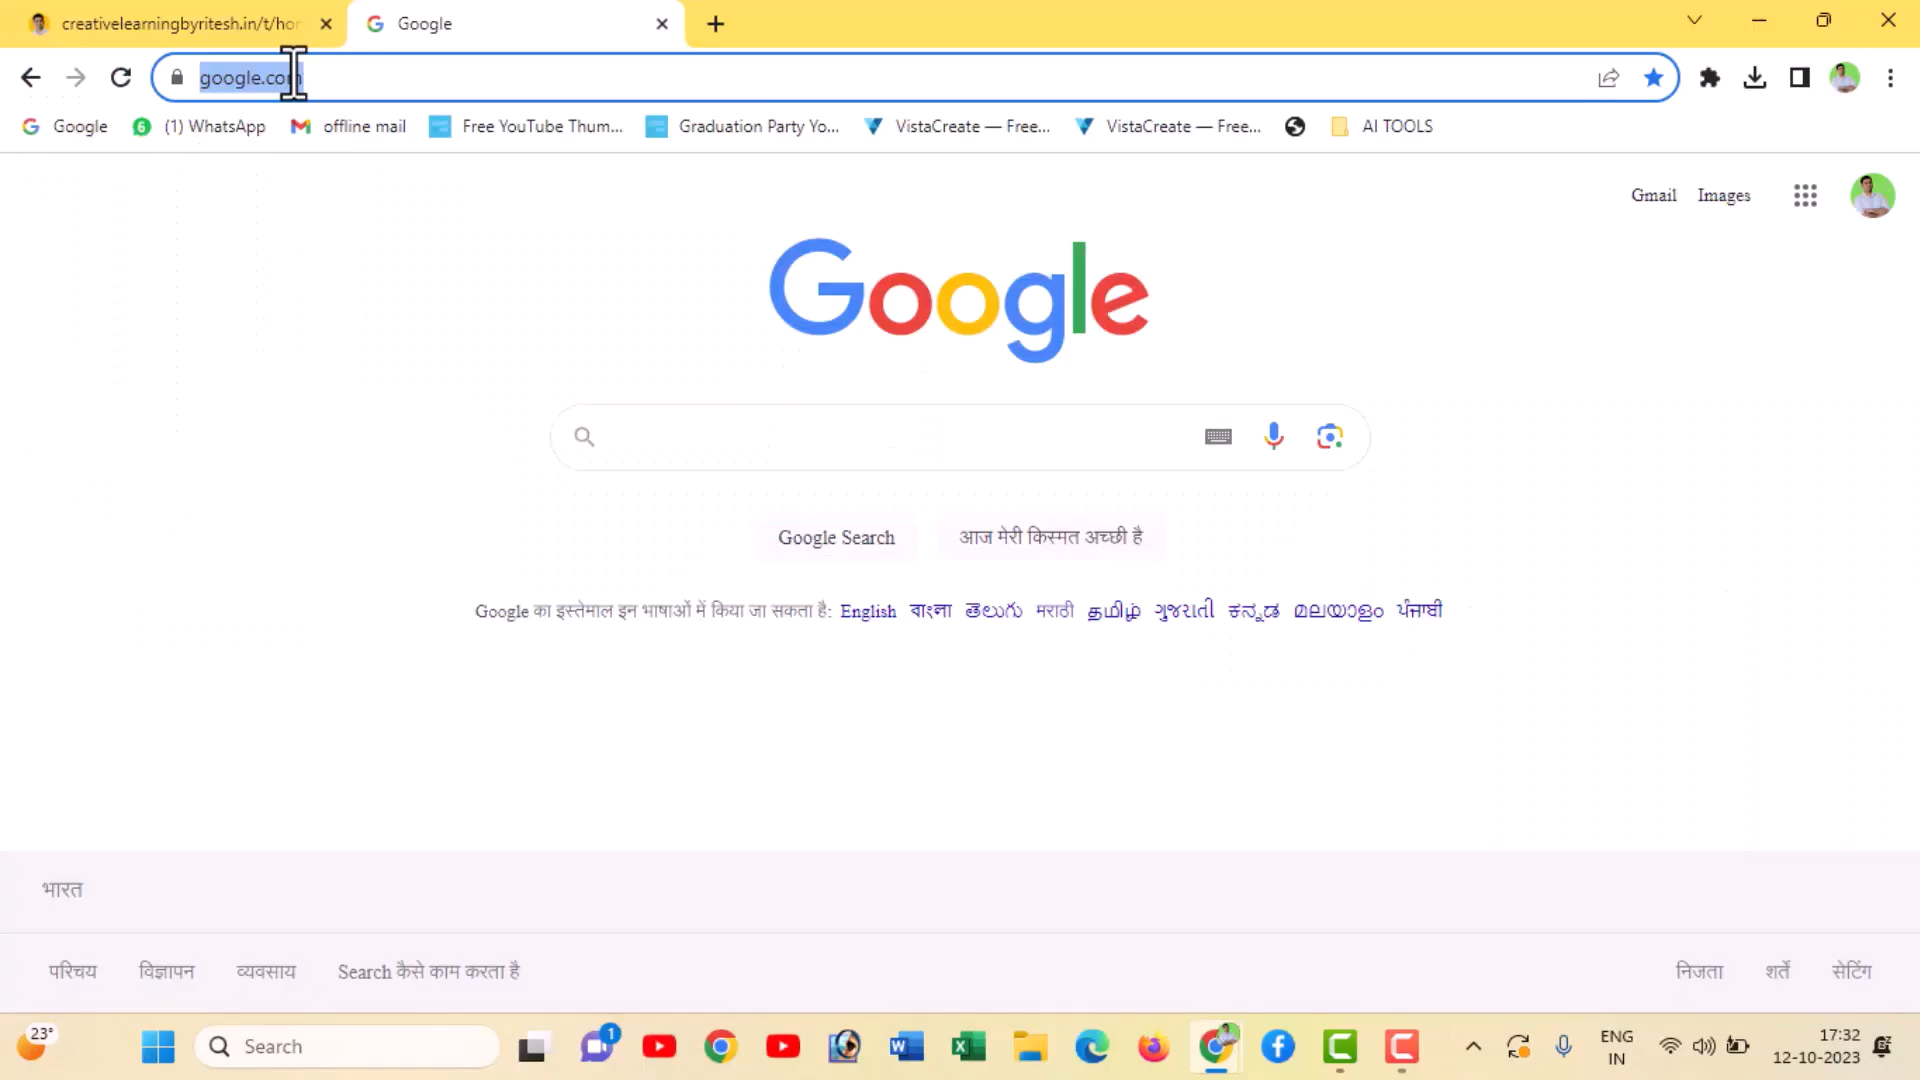 creativelearningbyritesh.in/t/hor
Google
google.com
Google
(1) WhatsApp
offline mail
Free YouTube Thum...
Graduation Party Yo...
VistaCreate — Free...
VistaCreate — Free...
AI TOOLS
Gmail
Images
Google
Google Search
आज मेरी किस्मत अच्छी है
Google का इस्तेमाल इन भाषाओं में किया जा सकता है: English বাংলা తెలుగు मराठी தமிழ் ગુજરાતી ಕನ್ನಡ മലയാളം ਪੰਜਾਬੀ
भारत
परिचय
विज्ञापन
व्यवसाय
Search कैसे काम करता है
निजता
शर्तें
सेटिंग
23°
Search
1
ENG
IN
17:32
12-10-2023